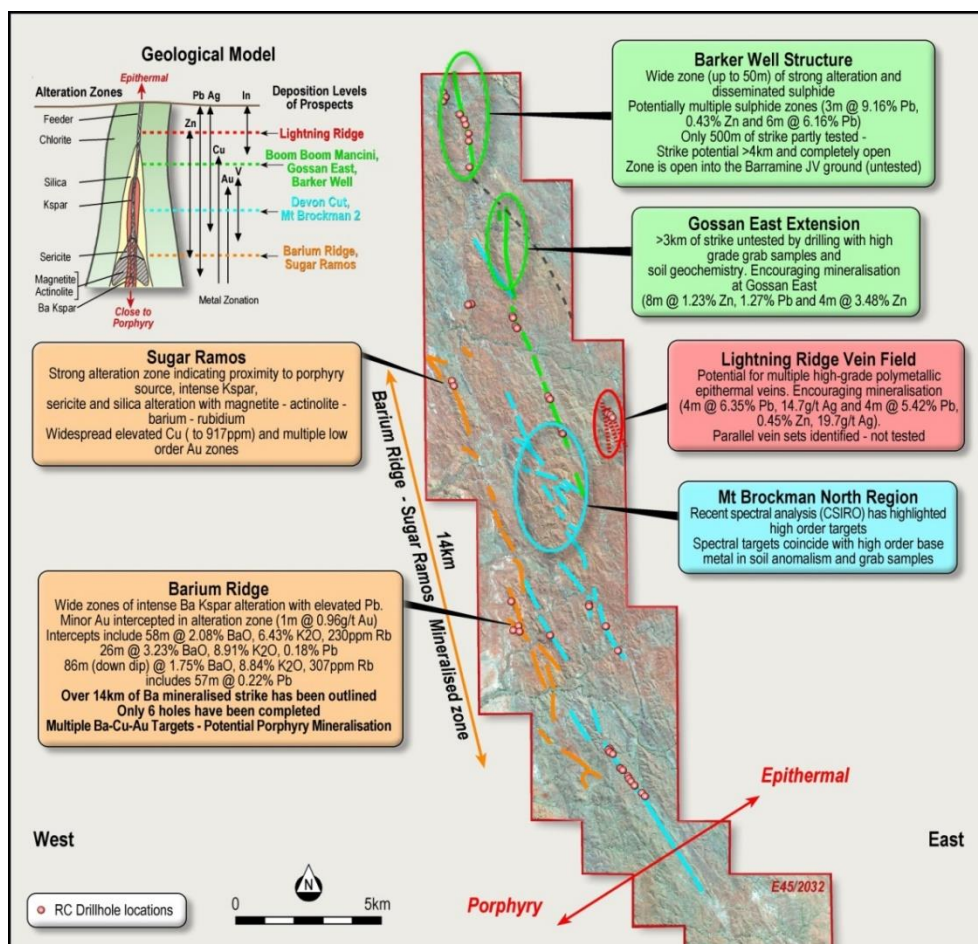 Geological Model
Epithermal
Alteration Zones
Pb Ag
In
Deposition Levels of Prospects
Feeder
Chlorite
Silica
Kspar
Sericite
Magnetite
Actinolite
Ba Kspar
Close to
Porphyry
Zn
Cu
Au
V
Metal Zonation
Lightning Ridge
Boom Boom Mancini,
Gossan East,
Barker Well
Devon Cut,
Mt Brockman 2
Barium Ridge,
Sugar Ramos
Barker Well Structure
Wide zone (up to 50m) of strong alteration and
disseminated sulphide
Potentially multiple sulphide zones (3m @ 9.16% Pb,
0.43% Zn and 6m @ 6.16% Pb)
Only 500m of strike partly tested -
Strike potential >4km and completely open
Zone is open into the Barramine JV ground (untested)
Gossan East Extension
>3km of strike untested by drilling with high
grade grab samples and
soil geochemistry. Encouraging mineralisation
at Gossan East
(8m @ 1.23% Zn, 1.27% Pb and 4m @ 3.48% Zn
Lightning Ridge Vein Field
Potential for multiple high-grade polymetallic
epithermal veins. Encouraging mineralisation
(4m @ 6.35% Pb, 14.7g/t Ag and 4m @ 5.42% Pb,
0.45% Zn, 19.7g/t Ag).
Parallel vein sets identified - not tested
Mt Brockman North Region
Recent spectral analysis (CSIRO) has highlighted
high order targets
Spectral targets coincide with high order base
metal in soil anomalism and grab samples
Sugar Ramos
Strong alteration zone indicating proximity to porphyry
source, intense Kspar,
sericite and silica alteration with magnetite - actinolite -
barium - rubidium
Widespread elevated Cu ( to 917ppm) and multiple low
order Au zones
Barium Ridge
Wide zones of intense Ba Kspar alteration with elevated Pb.
Minor Au intercepted in alteration zone (1m @ 0.96g/t Au)
Intercepts include 58m @ 2.08% BaO, 6.43% K2O, 230ppm Rb
26m @ 3.23% BaO, 8.91% K2O, 0.18% Pb
86m (down dip) @ 1.75% BaO, 8.84% K2O, 307ppm Rb
includes 57m @ 0.22% Pb
Over 14km of Ba mineralised strike has been outlined
Only 6 holes have been completed
Multiple Ba-Cu-Au Targets - Potential Porphyry Mineralisation
14km
Barium Ridge - Sugar Ramos Mineralised zone
Epithermal
Porphyry
West
East
E45/2032
N
0
5km
RC Drillhole locations